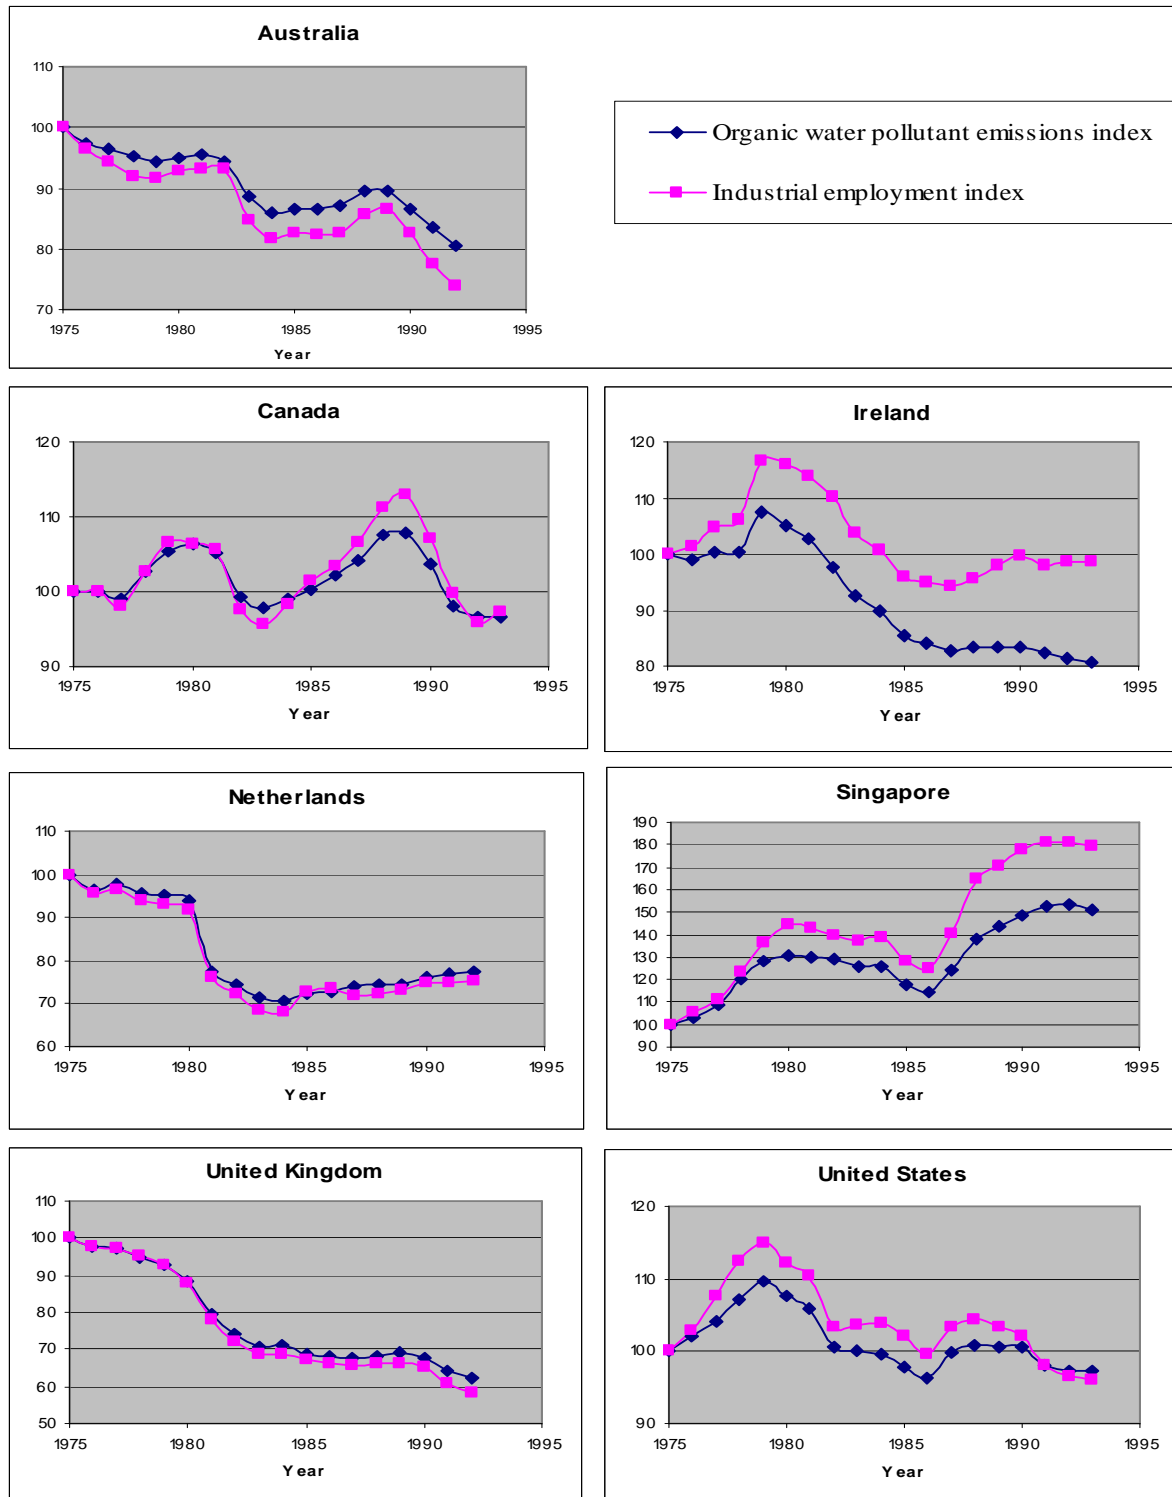 Australia
110
100
90
80
70
1975 1980 1985 1990 1995
Year
Organic water pollutant emissions index
Industrial employment index
Canada
120
110
100
90
1975 1980 1985 1990 1995
Year
Ireland
120
110
100
90
80
1975 1980 1985 1990 1995
Year
Netherlands
110
100
90
80
70
60
1975 1980 1985 1990 1995
Year
Singapore
190
180
170
160
150
140
130
120
110
100
90
1975 1980 1985 1990 1995
Year
United Kingdom
110
100
90
80
70
60
50
1975 1980 1985 1990 1995
Year
United States
120
110
100
90
1975 1980 1985 1990 1995
Year